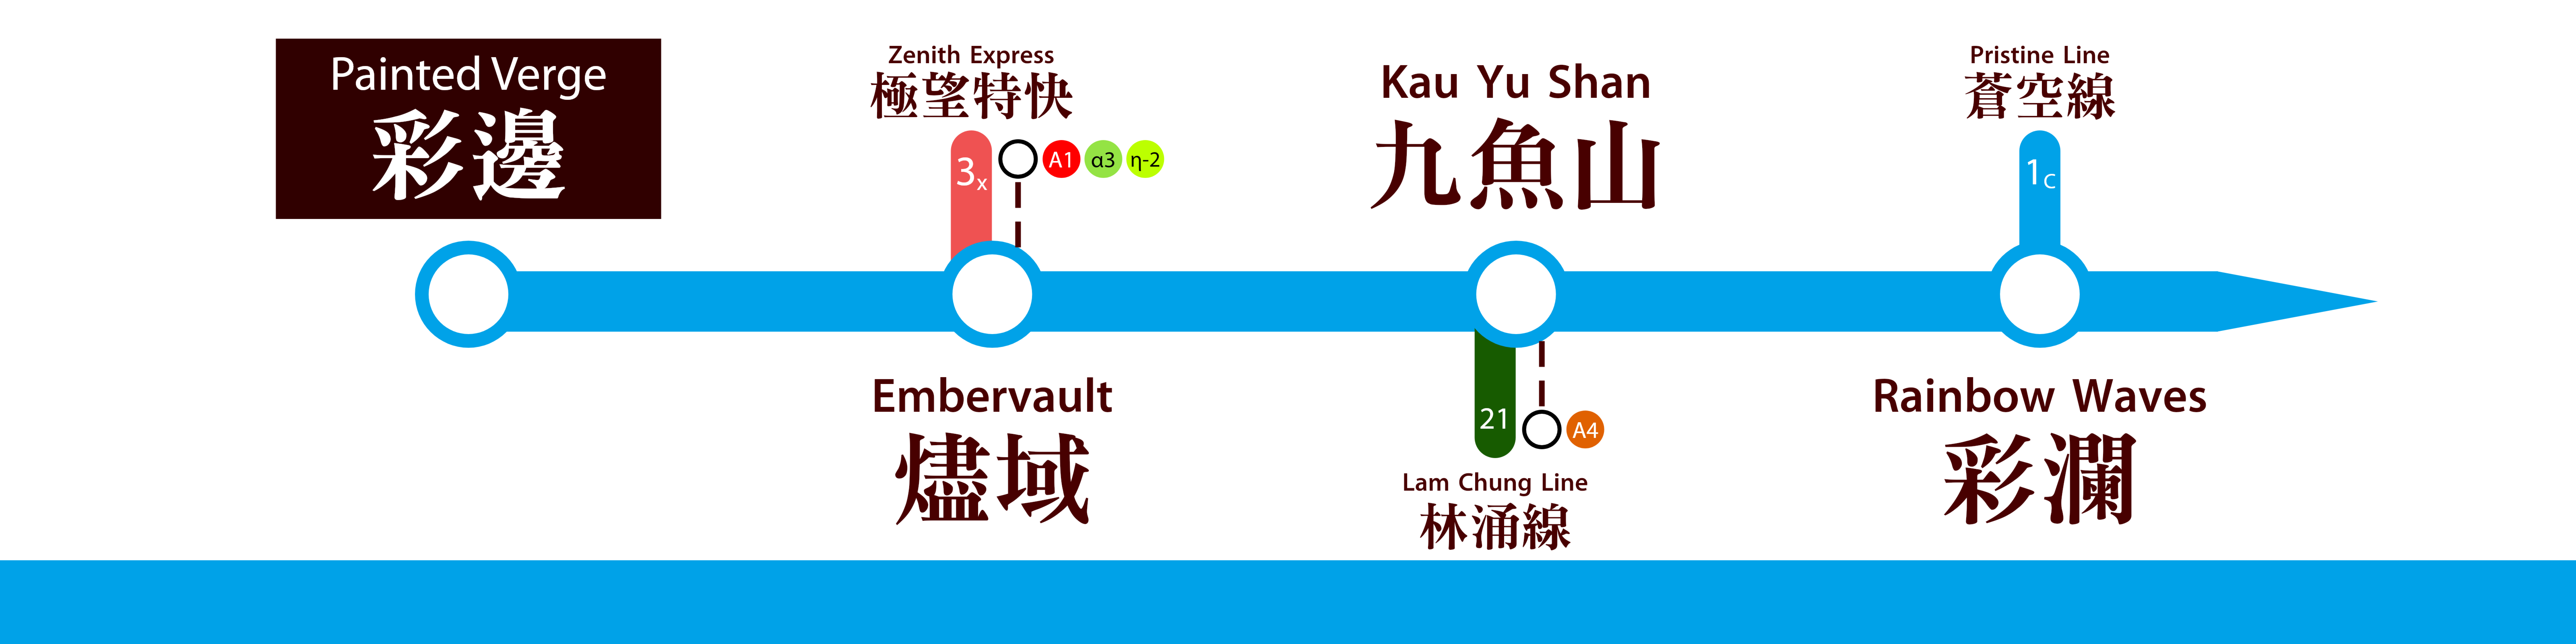 Painted Verge
彩邊
Zenith Express
極望特快
3x
A1
α3
η-2
Embervault
燼域
Kau Yu Shan
九魚山
21
A4
Lam Chung Line
林涌線
Pristine Line
蒼空線
1C
Rainbow Waves
彩瀾